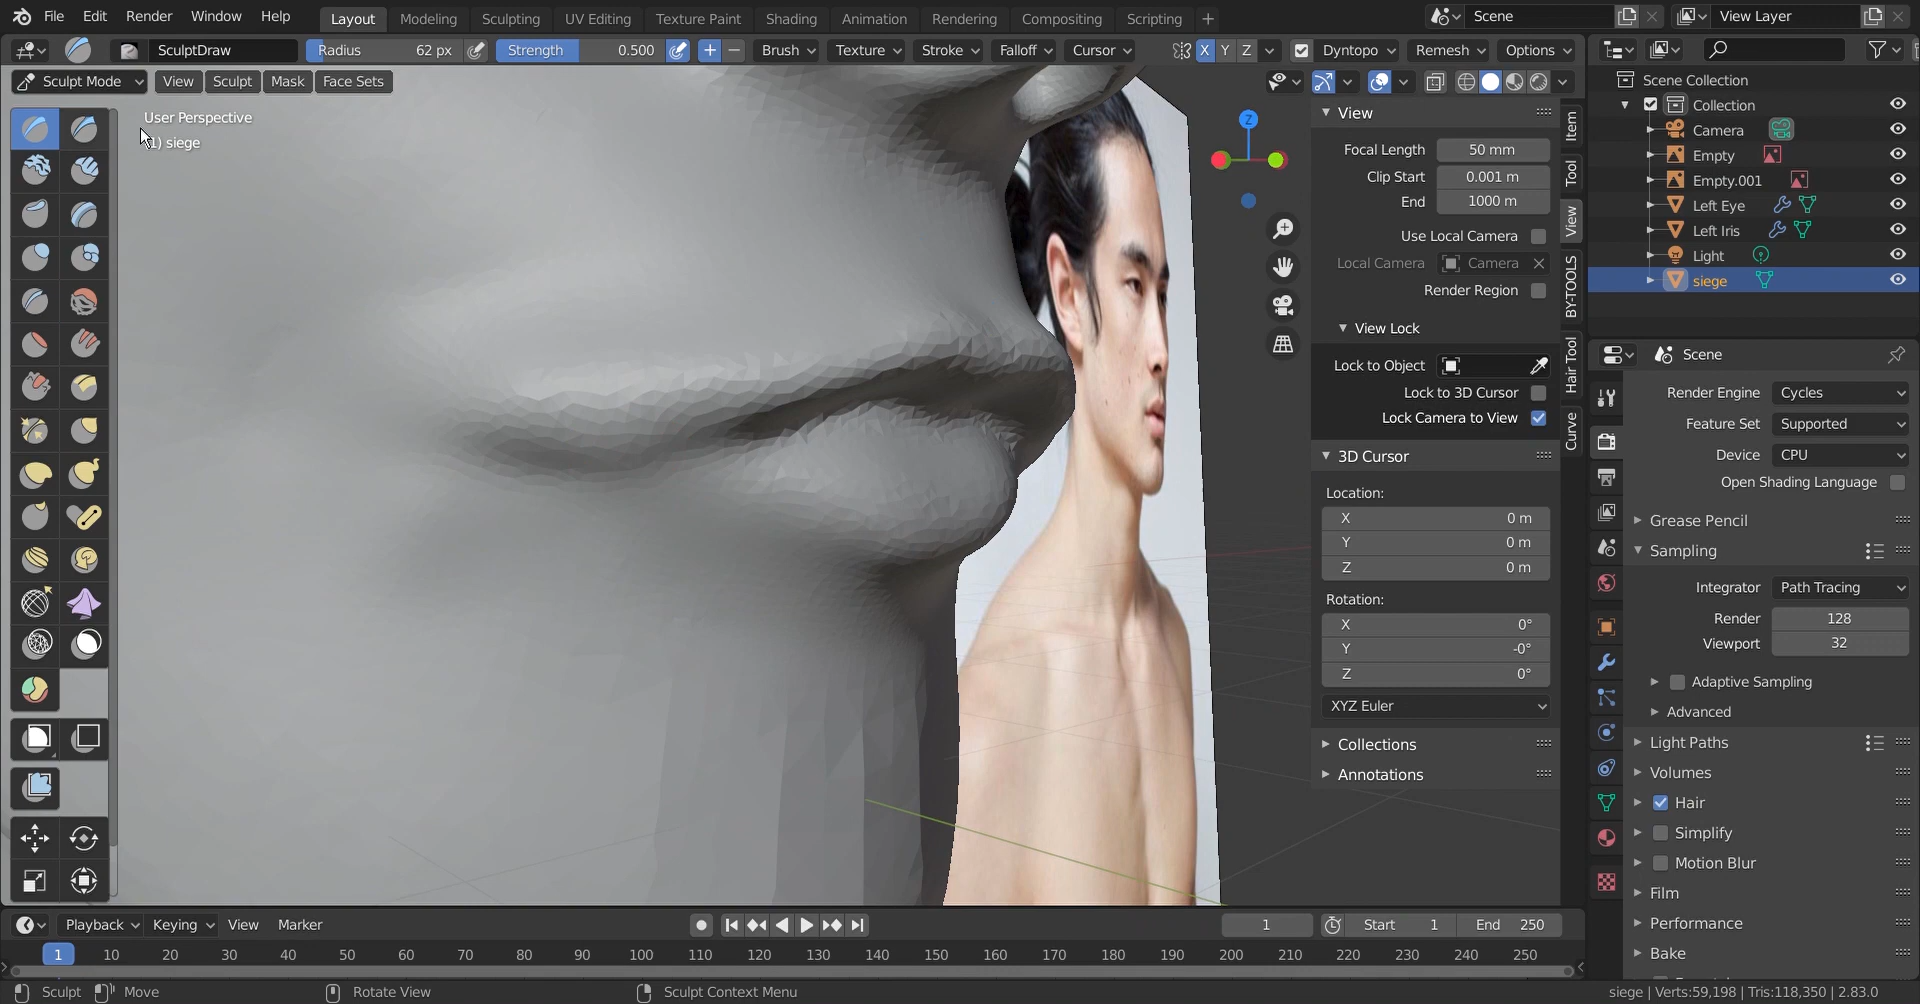 File Edit Render Window Help Layout Modeling Sculpting UV Editing Texture Paint Shading Animation Rendering Compositing Scripting + Scene View Layer
SculptDraw Radius 62 px Strength 0.500 Brush Texture Stroke Falloff Cursor X Y Z Dyntopo Remesh Options
Sculpt Mode View Sculpt Mask Face Sets
User Perspective
1) siege
Z
View
Focal Length 50 mm
Clip Start 0.001 m
End 1000 m
Use Local Camera
Local Camera Camera
Render Region
View Lock
Lock to Object
Lock to 3D Cursor
Lock Camera to View
3D Cursor
Location:
X 0 m
Y 0 m
Z 0 m
Rotation:
X 0°
Y -0°
Z 0°
XYZ Euler
Collections
Annotations
Item
Tool
View
BY-TOOLS
Hair Tool
Curve
Scene Collection
Collection
Camera
Empty
Empty.001
Left Eye
Left Iris
Light
siege
Scene
Render Engine Cycles
Feature Set Supported
Device CPU
Open Shading Language
Grease Pencil
Sampling
Integrator Path Tracing
Render 128
Viewport 32
Adaptive Sampling
Advanced
Light Paths
Volumes
Hair
Simplify
Motion Blur
Film
Performance
Bake
Playback Keying View Marker 1 Start 1 End 250
1 10 20 30 40 50 60 70 80 90 100 110 120 130 140 150 160 170 180 190 200 210 220 230 240 250
Sculpt Move Rotate View Sculpt Context Menu siege | Verts:59,198 | Tris:118,350 | 2.83.0